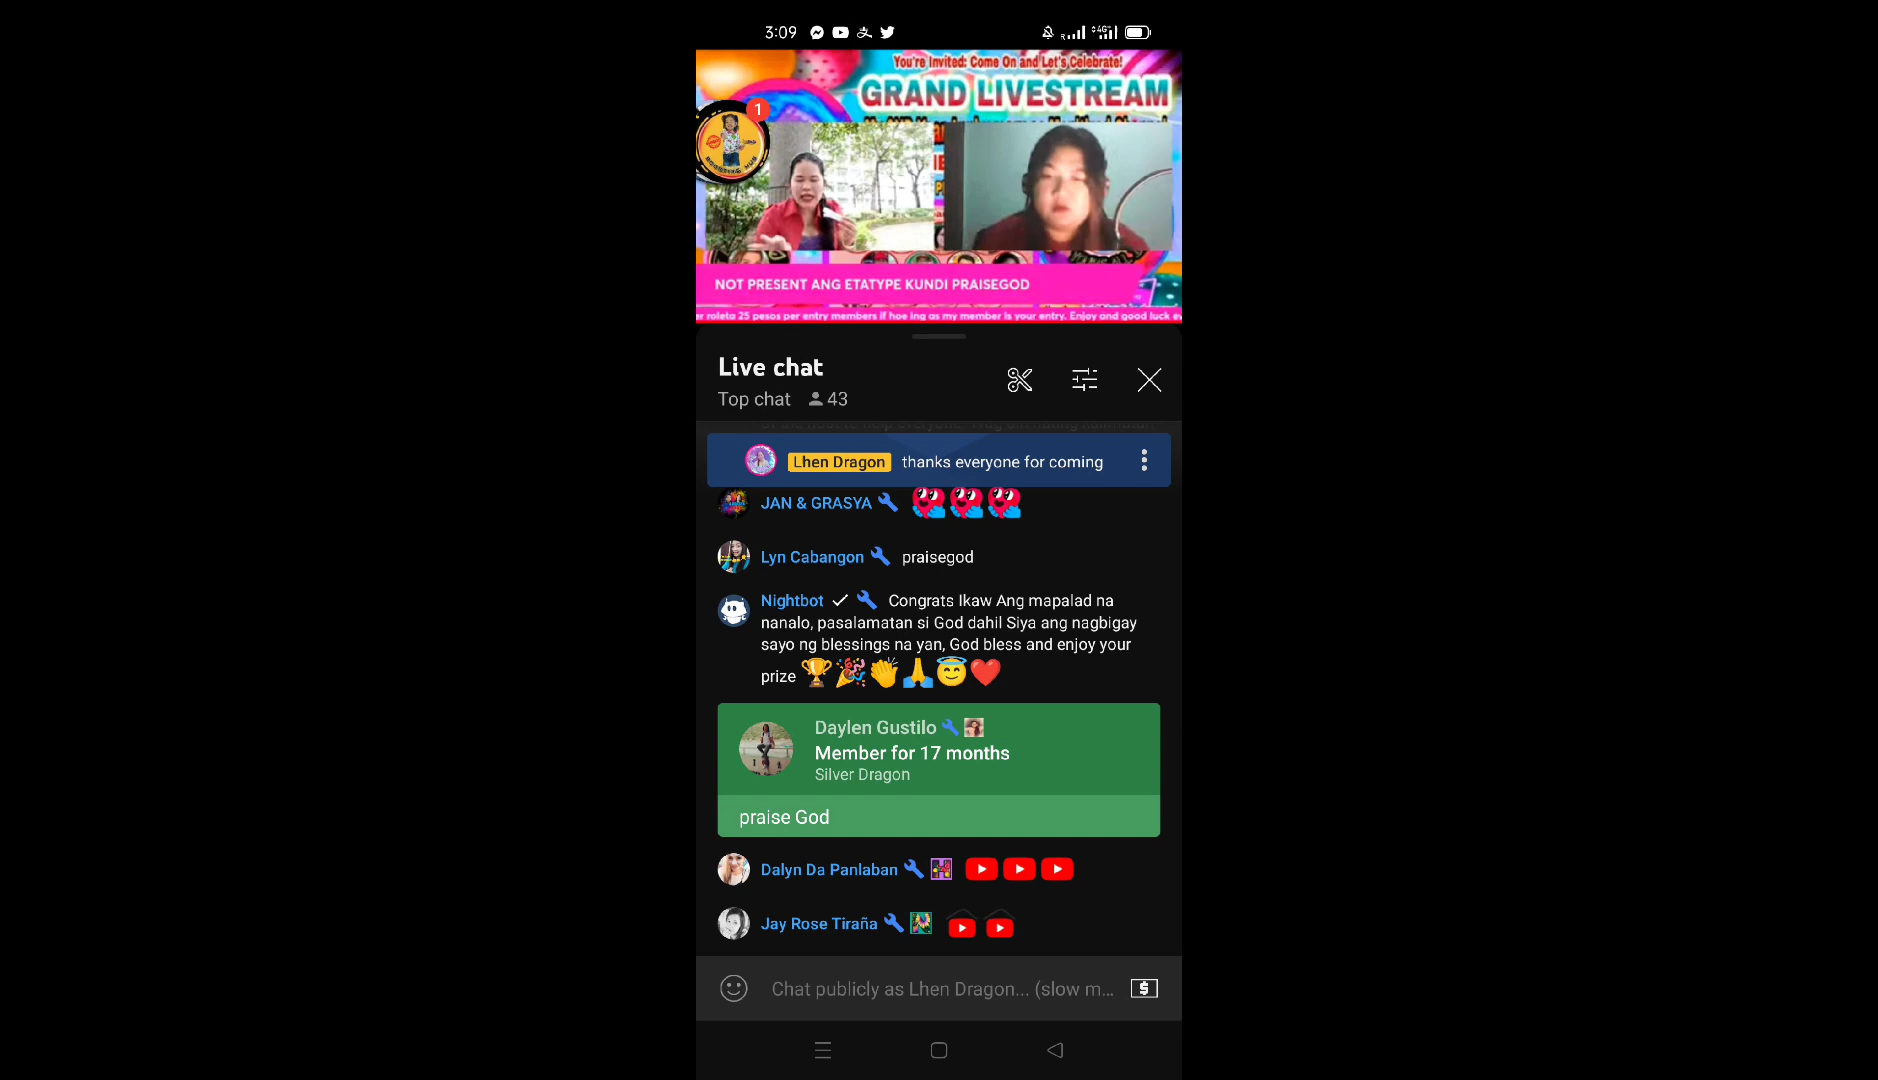 3:09
You're Invited: Come On and Let's Celebrate!
GRAND LIVESTREAM
1
NOT PRESENT ANG ETATYPE KUNDI PRAISEGOD
er roleta 25 pesos per entry members if hoe ing as my member is your entry. Enjoy and good luck ev
Live chat
Top chat 43
Lhen Dragon thanks everyone for coming
JAN & GRASYA
Lyn Cabangon praisegod
Nightbot Congrats Ikaw Ang mapalad na
nanalo, pasalamatan si God dahil Siya ang nagbigay
sayo ng blessings na yan, God bless and enjoy your
prize 🏆🎉👏🙏😇❤️
Daylen Gustilo
Member for 17 months
Silver Dragon
praise God
Dalyn Da Panlaban
Jay Rose Tiraña
Chat publicly as Lhen Dragon... (slow m...